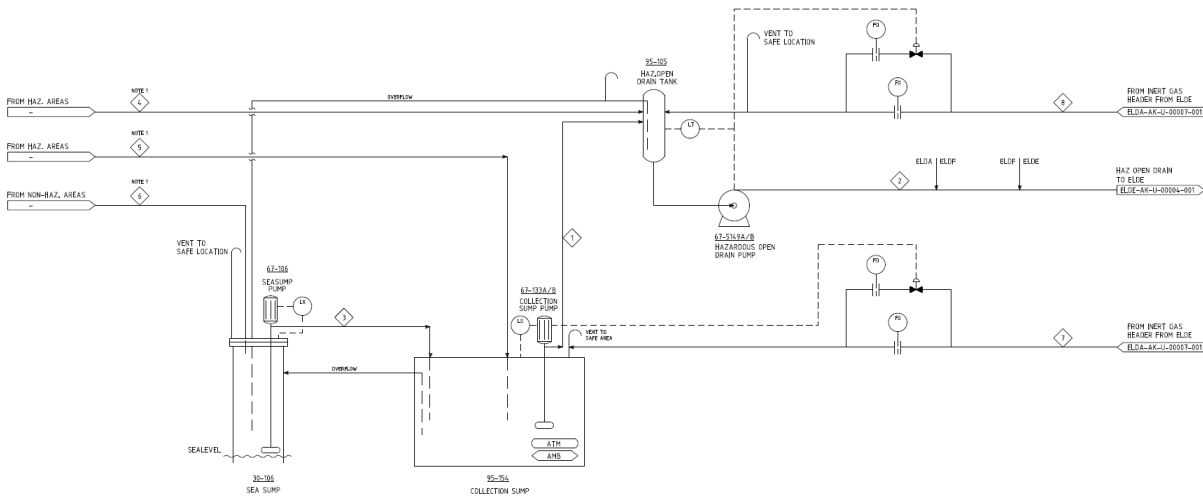 VENT TO
SAFE LOCATION
FO
95-105
HAZ.OPEN
DRAIN TANK
FO
NOTE 1
FROM HAZ. AREAS
-
4
OVERFLOW
LT
8
FROM INERT GAS
HEADER FROM ELDE
ELDA-AK-U-00007-001
NOTE 1
FROM HAZ. AREAS
-
5
ELDA
ELDF
ELDF
ELDE
2
HAZ OPEN DRAIN
TO ELDE
ELDE-AK-U-00004-001
NOTE 1
FROM NON-HAZ. AREAS
-
6
1
67-5149A/B
HAZARDOUS OPEN
DRAIN PUMP
VENT TO
SAFE LOCATION
67-106
SEASUMP
PUMP
LX
3
67-133A/B
COLLECTION
SUMP PUMP
LS
VENT TO
SAFE AREA
FO
FO
7
FROM INERT GAS
HEADER FROM ELDE
ELDA-AK-U-00007-001
OVERFLOW
SEALEVEL
ATM
AMB
30-106
SEA SUMP
95-154
COLLECTION SUMP